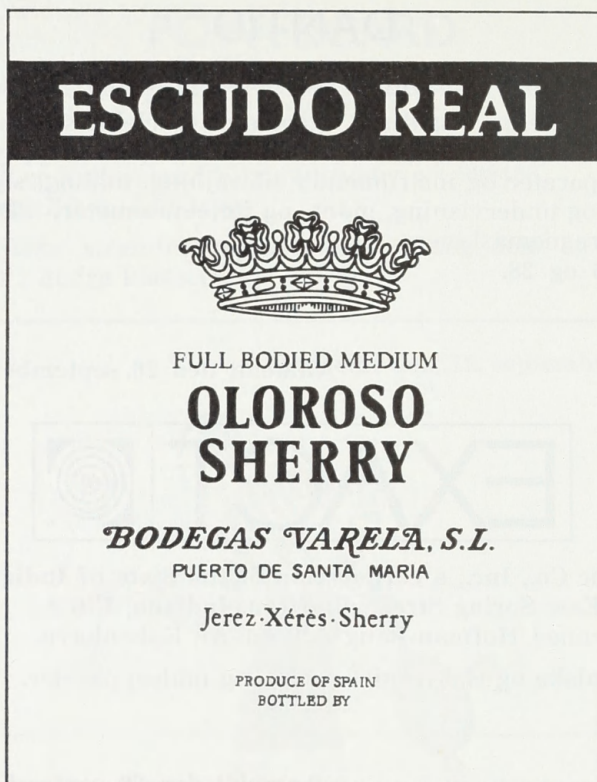 ESCUDO REAL
FULL BODIED MEDIUM
OLOROSO
SHERRY
BODEGAS VARELA, S.L.
PUERTO DE SANTA MARIA
Jerez·Xérès·Sherry
PRODUCE OF SPAIN
BOTTLED BY